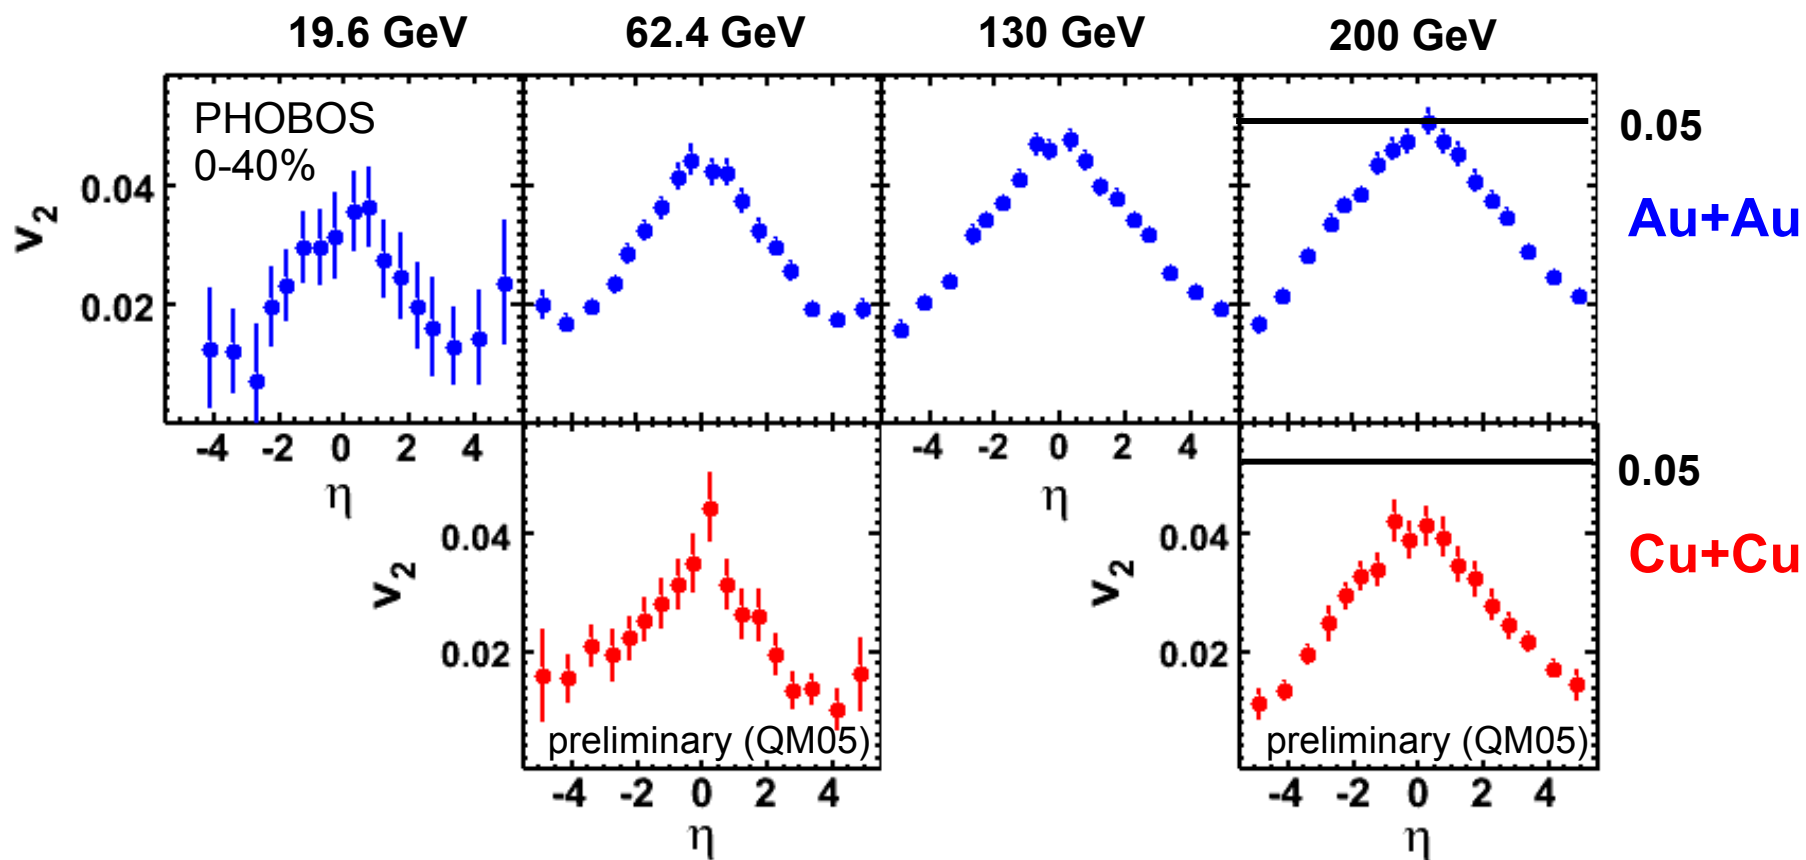 19.6 GeV 62.4 GeV 130 GeV 200 GeV
PHOBOS
0-40%
0.05
0.04
v2
Au+Au
0.02
-4 -2 0 2 4
-4 -2 0 2 4
η
η
0.05
0.04
0.04
v2
v2
Cu+Cu
0.02
0.02
preliminary (QM05)
preliminary (QM05)
-4 -2 0 2 4
-4 -2 0 2 4
η
η